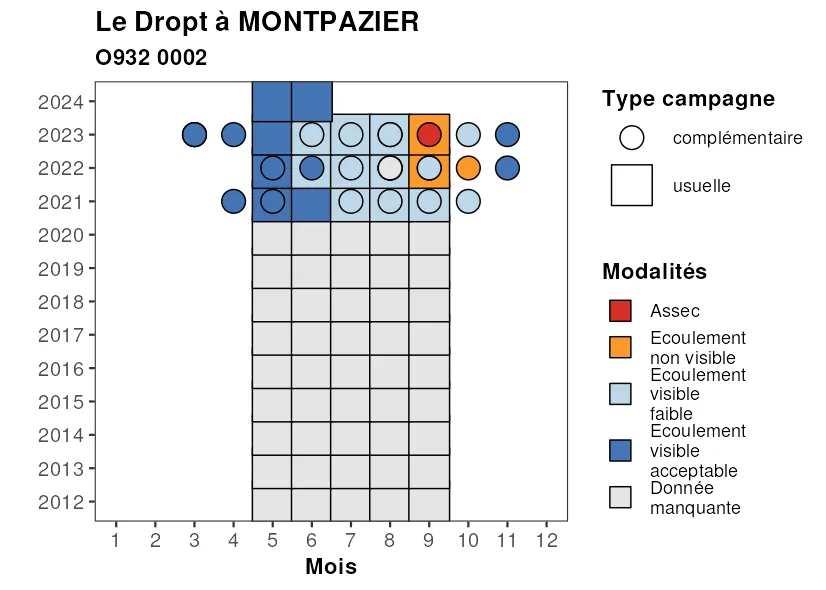 Le Dropt à MONTPAZIER
O932 0002
2024
2023
2022
2021
2020
2019
2018
2017
2016
2015
2014
2013
2012
1 2 3 4 5 6 7 8 9 10 11 12
Mois
Type campagne
complémentaire
usuelle
Modalités
Assec
Ecoulement
non visible
Ecoulement
visible
faible
Ecoulement
visible
acceptable
Donnée
manquante